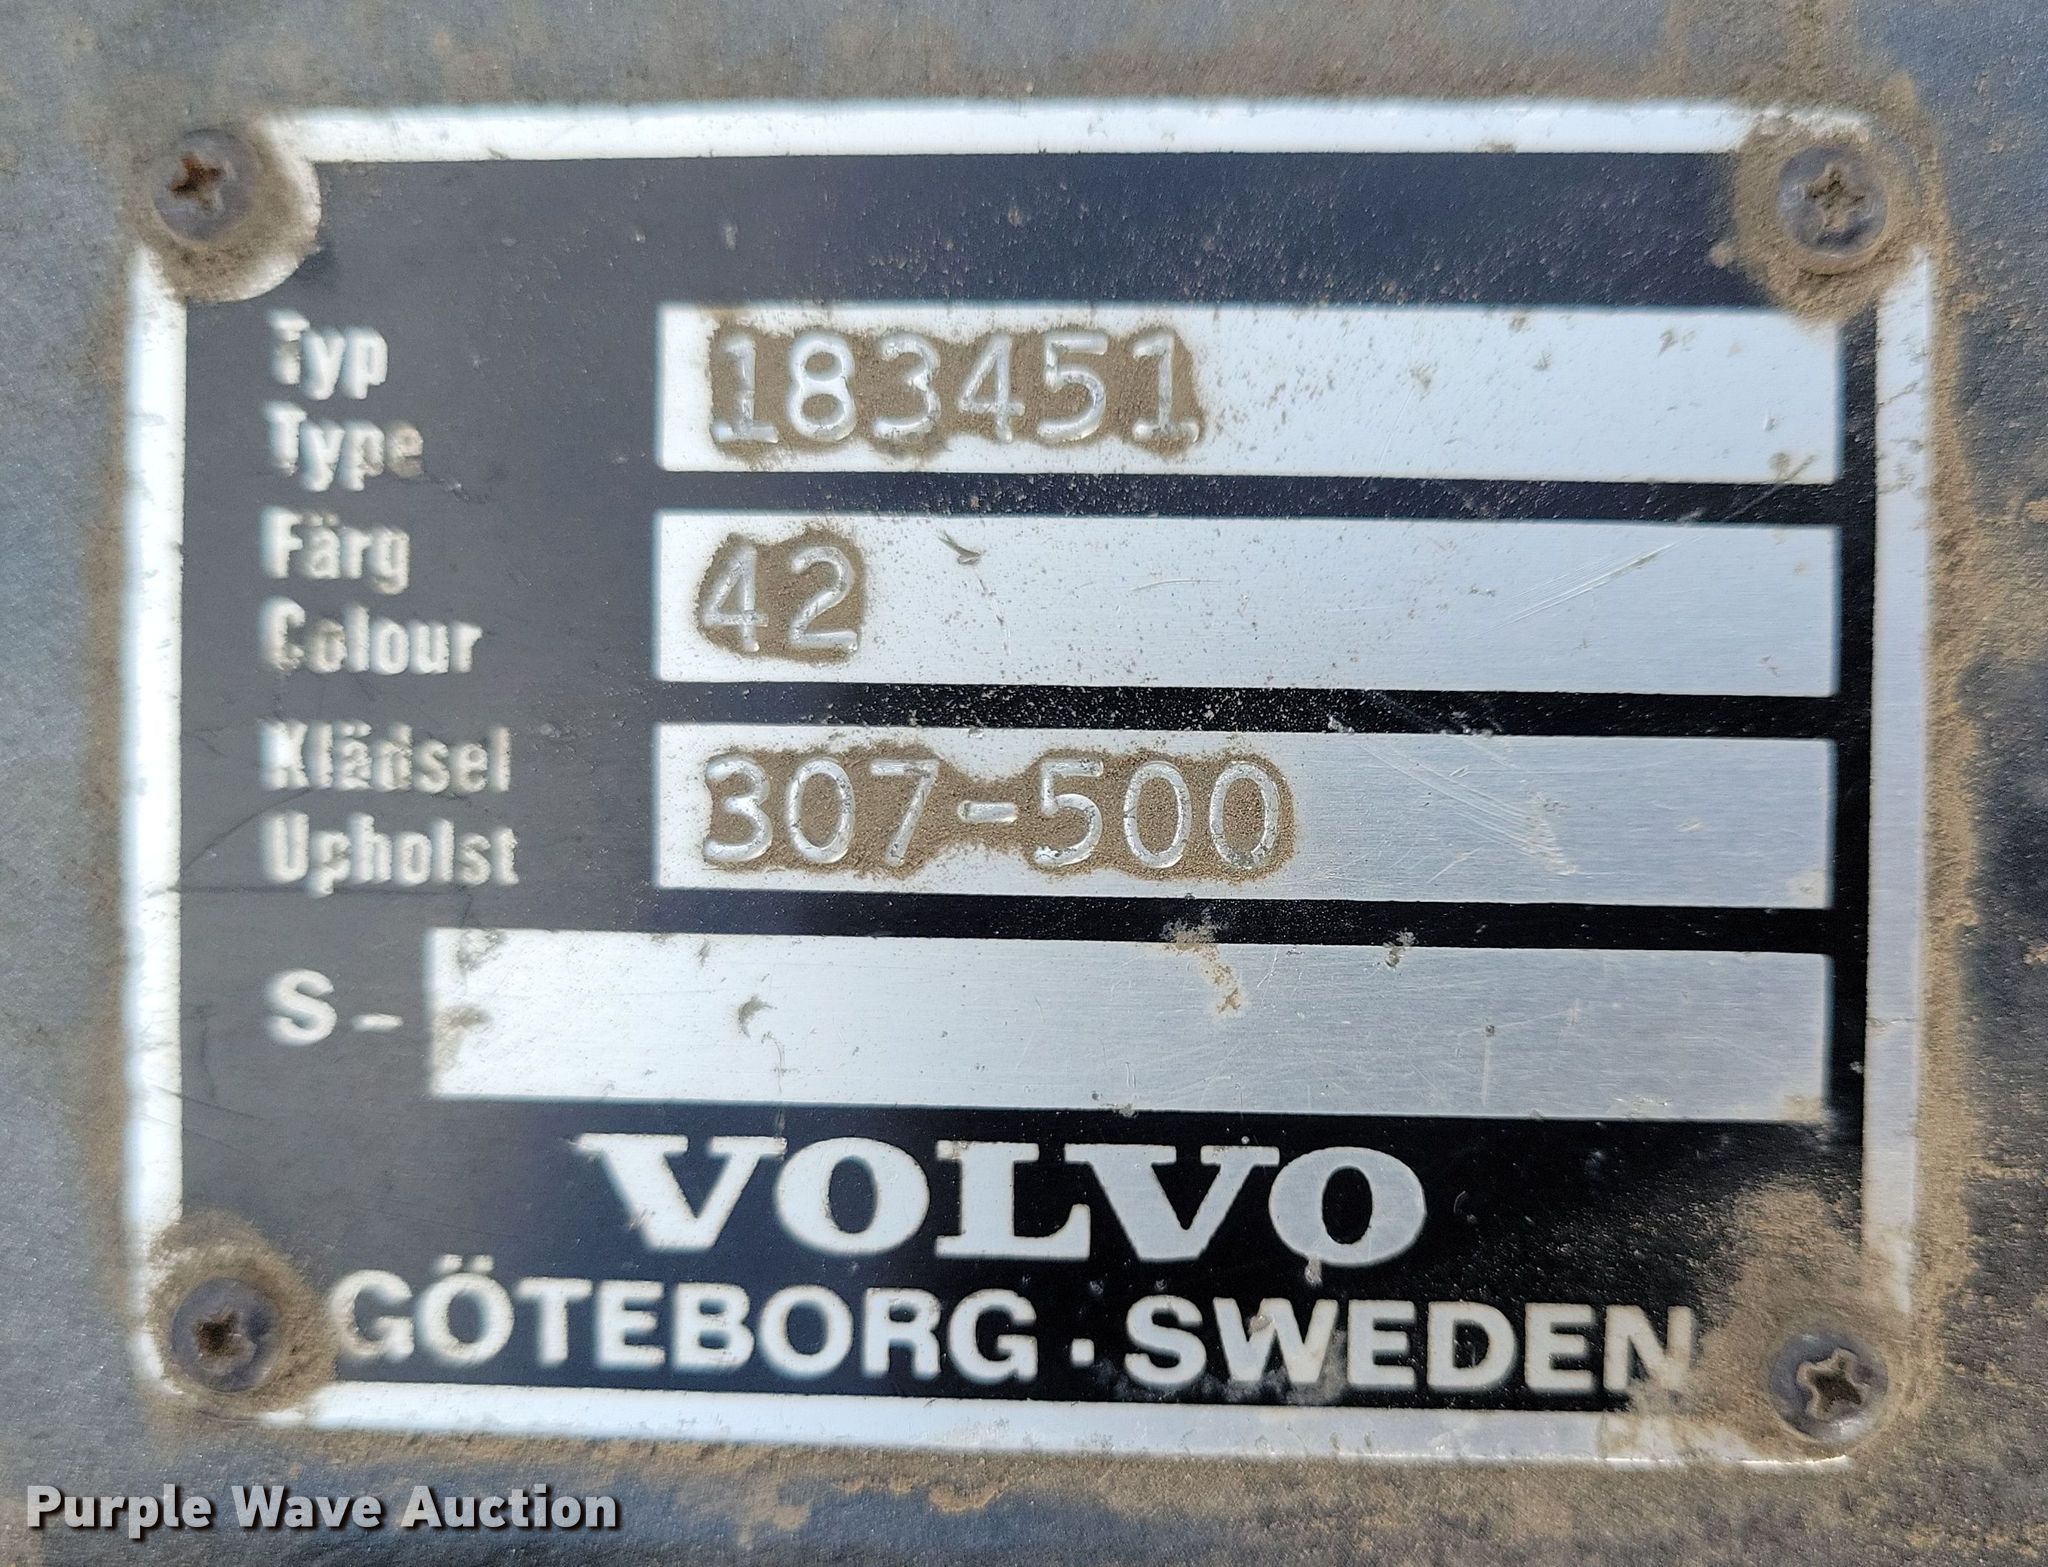 Typ 183451
Type
Färg 42
Colour
Klädsel 307-500
Upholst
S-
VOLVO
GÖTEBORG · SWEDEN
Purple Wave Auction